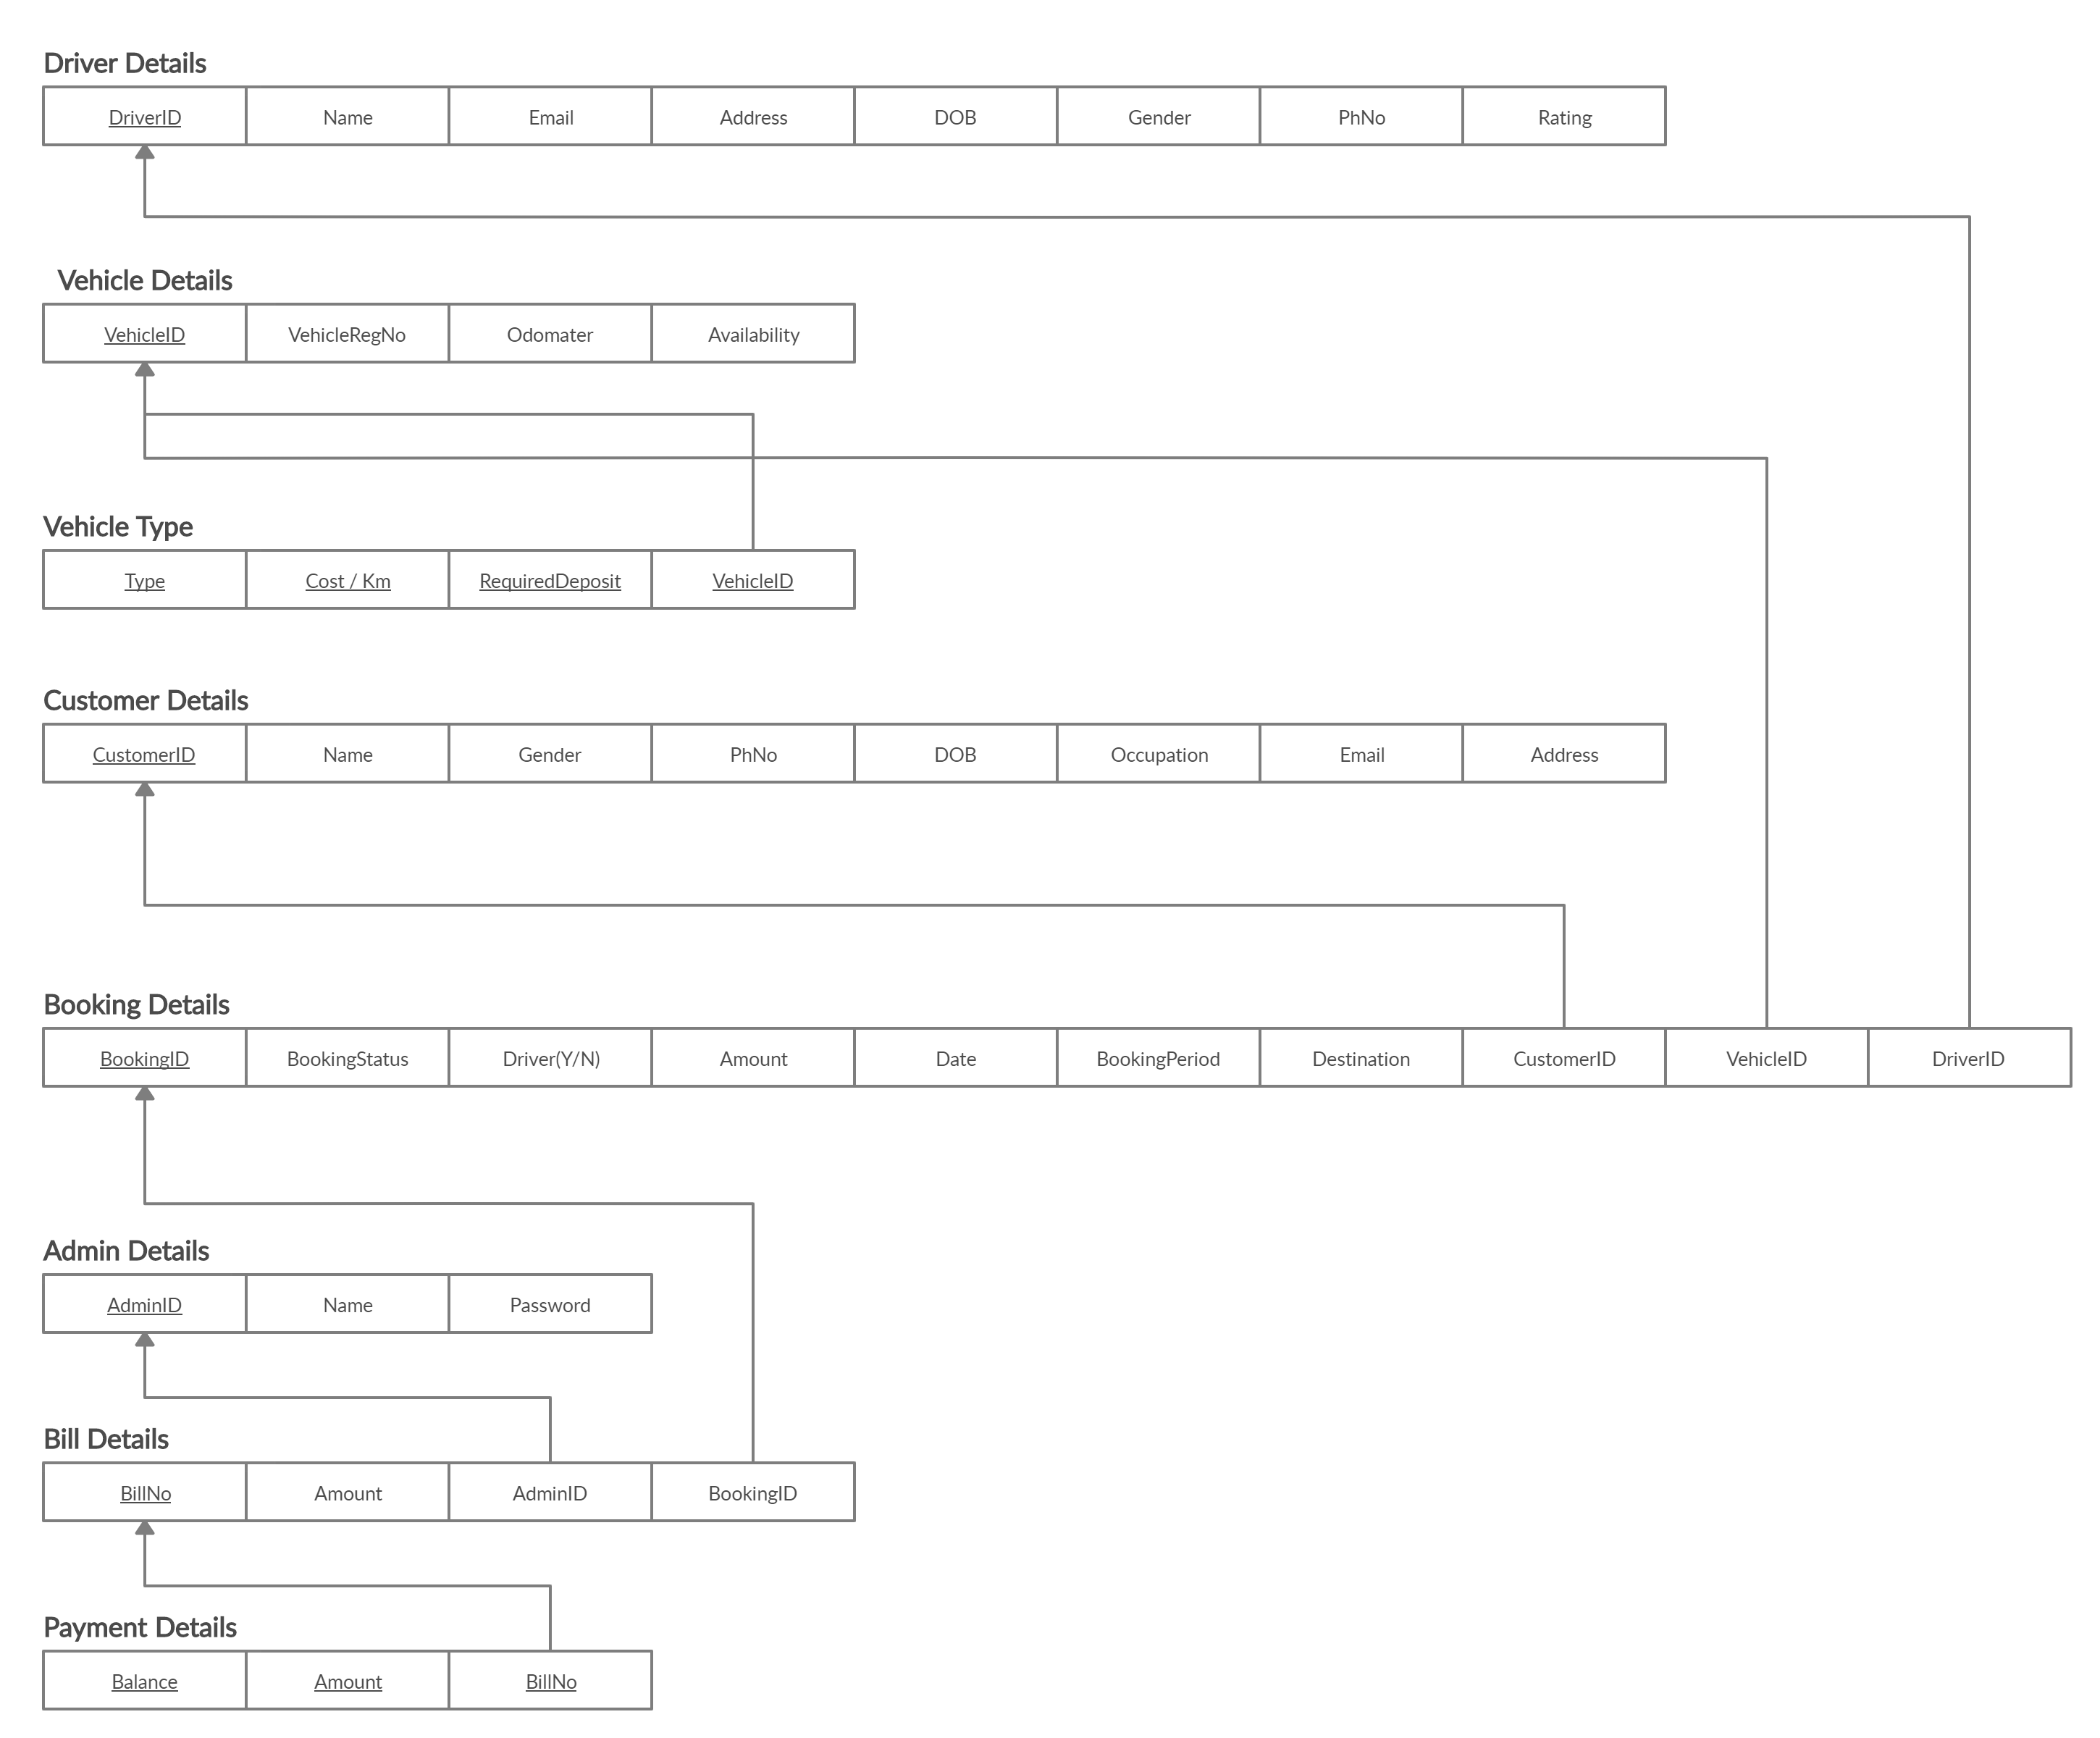 Driver Details
DriverID Name Email Address DOB Gender PhNo Rating
Vehicle Details
VehicleID VehicleRegNo Odomater Availability
Vehicle Type
Type Cost / Km RequiredDeposit VehicleID
Customer Details
CustomerID Name Gender PhNo DOB Occupation Email Address
Booking Details
BookingID BookingStatus Driver(Y/N) Amount Date BookingPeriod Destination CustomerID VehicleID DriverID
Admin Details
AdminID Name Password
Bill Details
BillNo Amount AdminID BookingID
Payment Details
Balance Amount BillNo